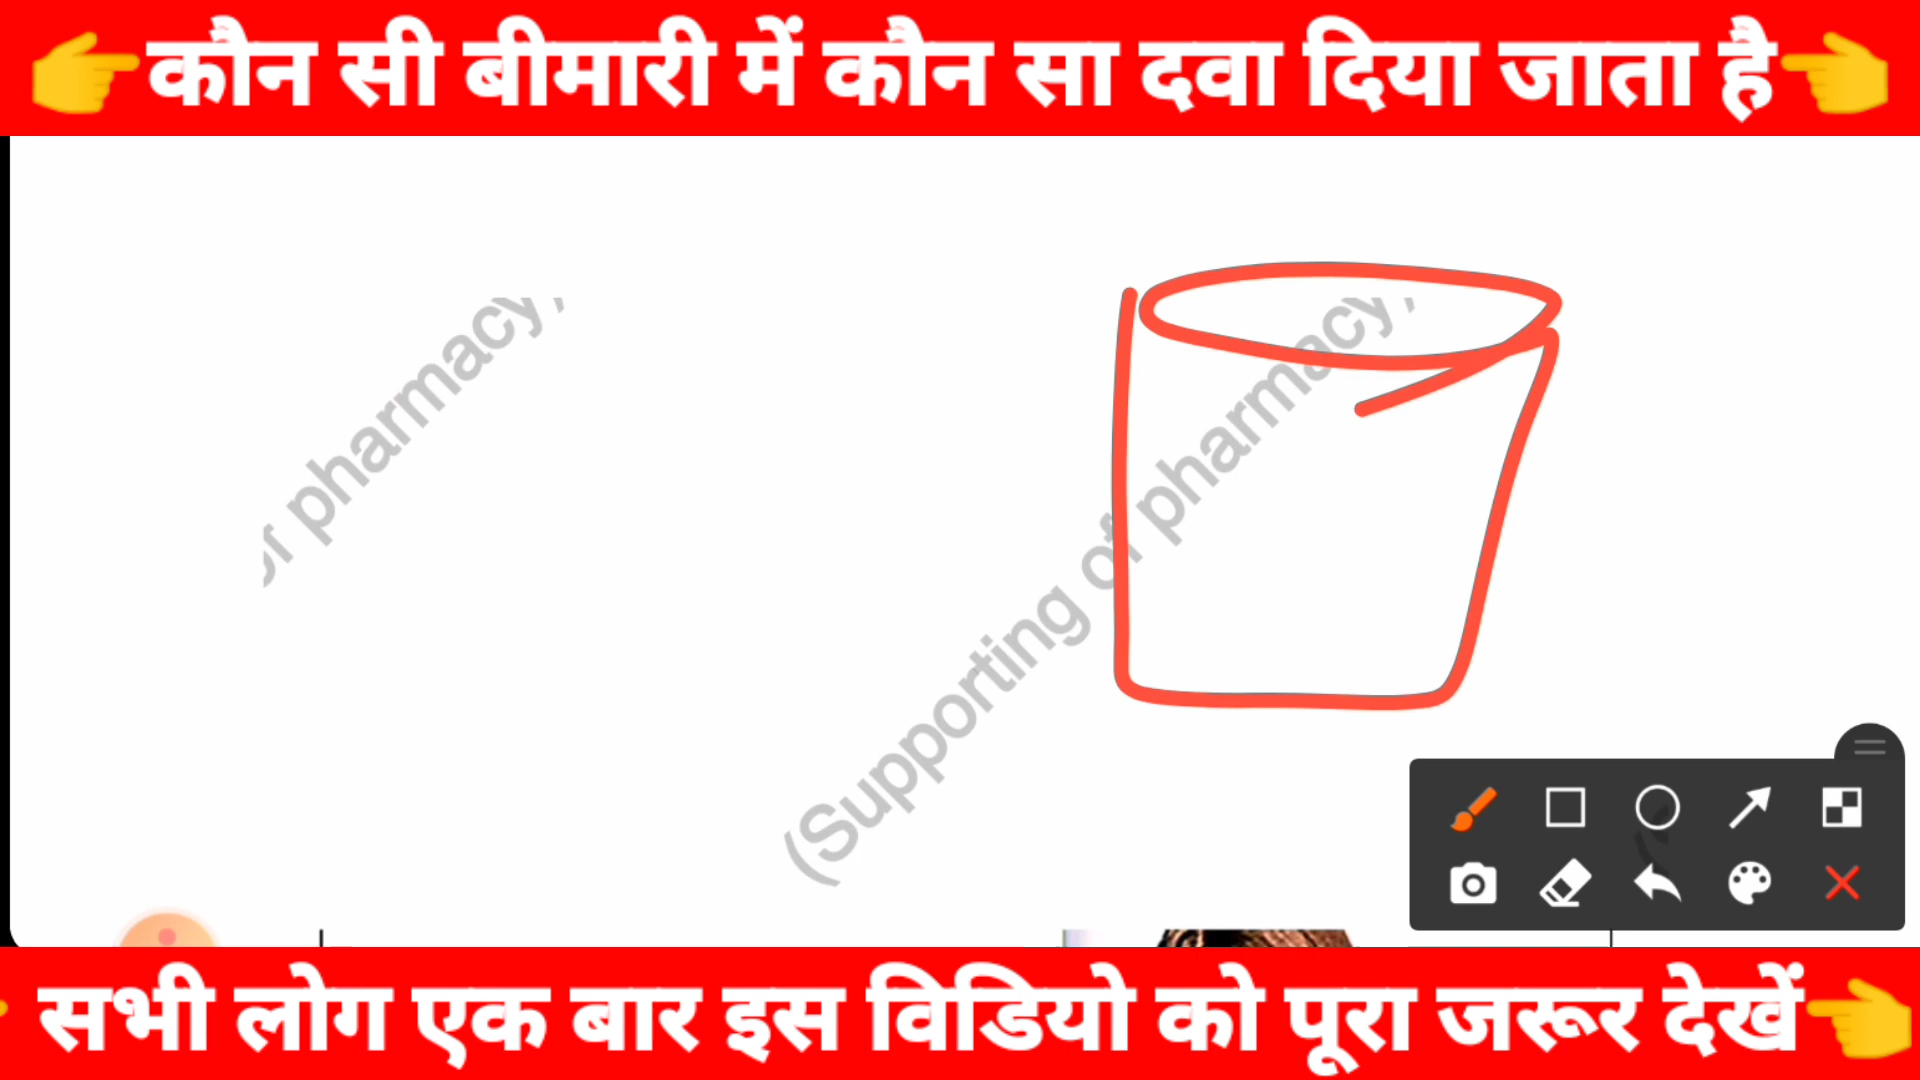 कौन सी बीमारी में कौन सा दवा दिया जाता है
pharmacy,
(Supporting of pharmacy,
सभी लोग एक बार इस विडियो को पूरा जरूर देखें